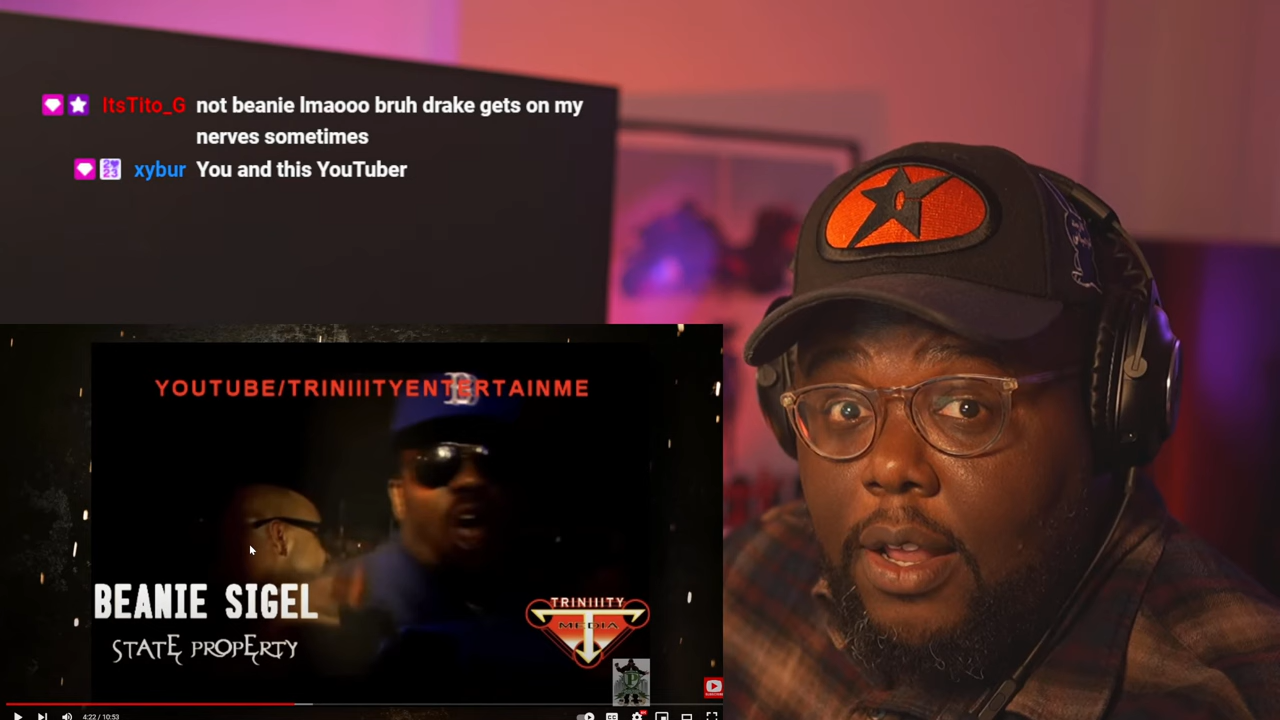 ItsTito_G not beanie lmaooo bruh drake gets on my
nerves sometimes
xybur You and this YouTuber
YOUTUBE/TRINIIITYENTERTAINME
BEANIE SIGEL
STATE PROPERTY
TRINIIITY
MEDIA
4:22 / 10:53